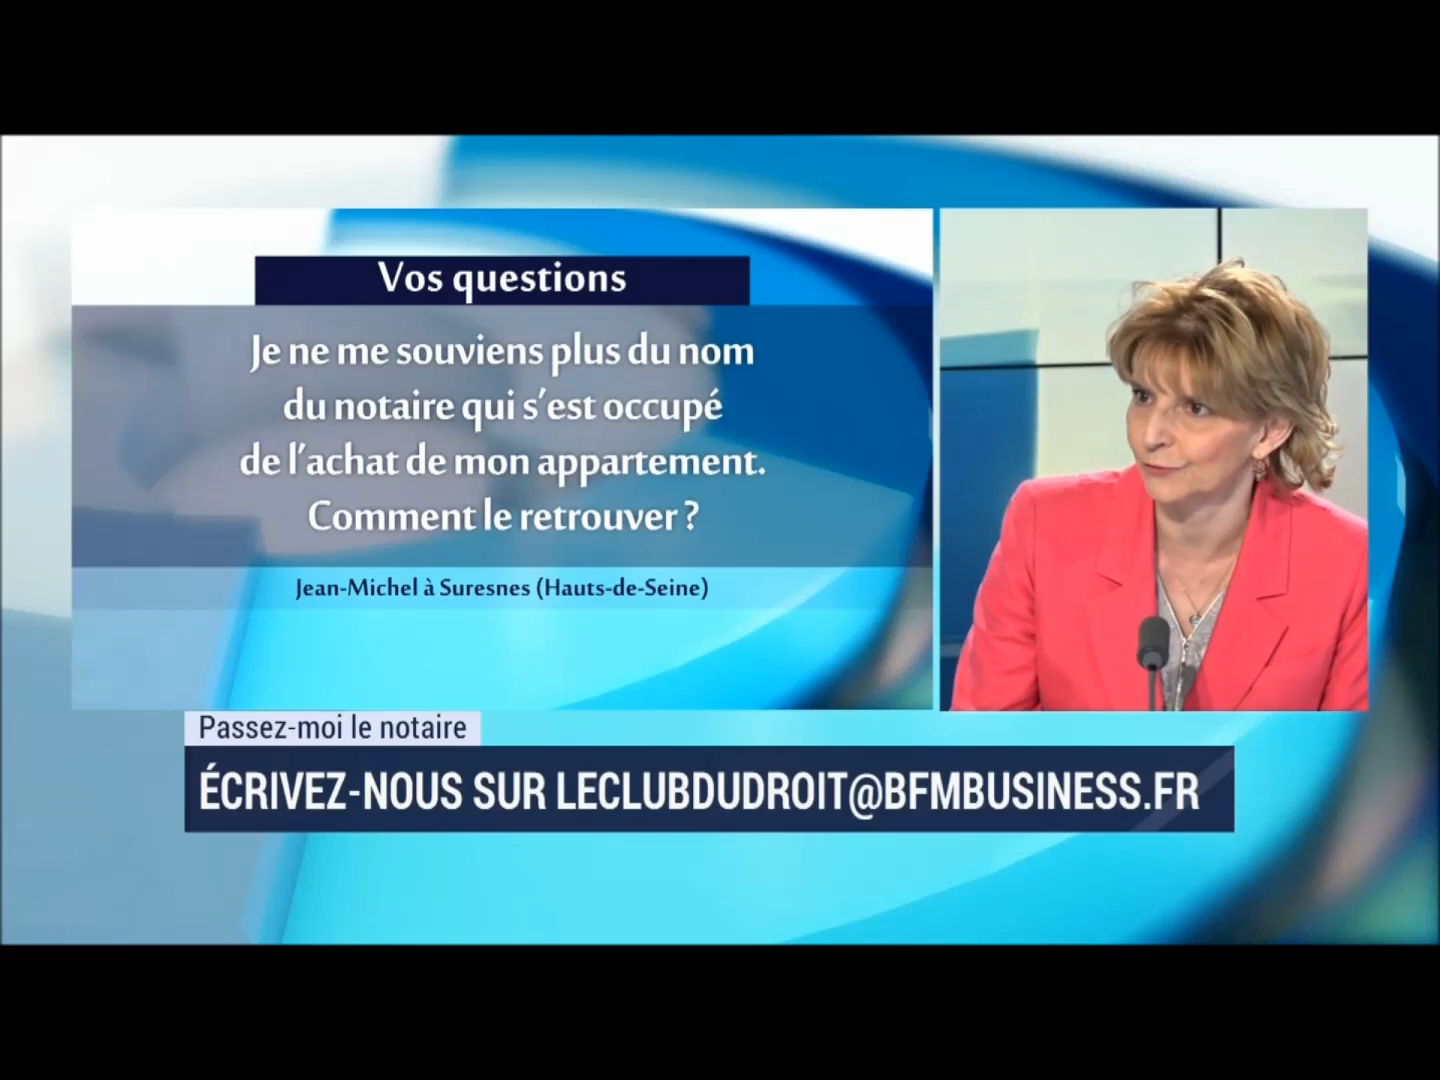 Vos questions
Je ne me souviens plus du nom
du notaire qui s'est occupé
de l'achat de mon appartement.
Comment le retrouver ?
Jean-Michel à Suresnes (Hauts-de-Seine)
Passez-moi le notaire
ÉCRIVEZ-NOUS SUR LECLUBDUDROIT@BFMBUSINESS.FR